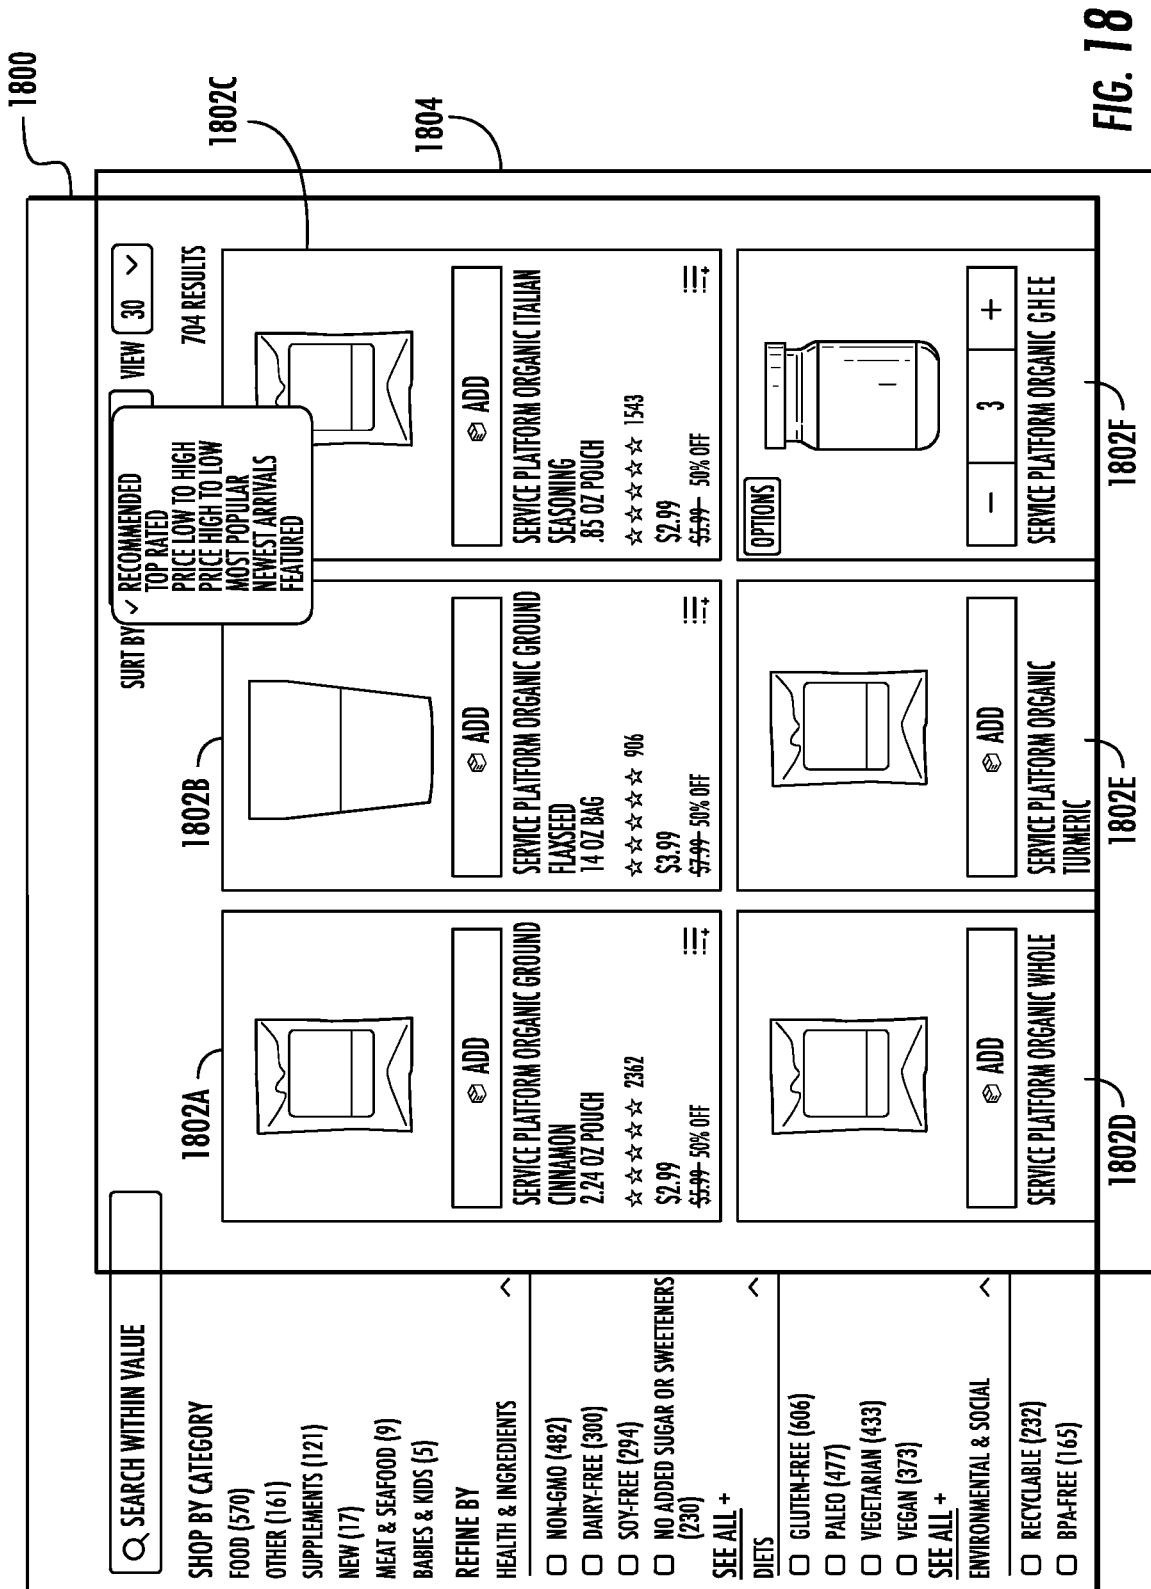 1800
SEARCH WITHIN VALUE
SURT BY
RECOMMENDED
TOP RATED
PRICE LOW TO HIGH
PRICE HIGH TO LOW
MOST POPULAR
NEWEST ARRIVALS
FEATURED
VIEW 30
704 RESULTS
SHOP BY CATEGORY
FOOD (570)
OTHER (161)
SUPPLEMENTS (121)
NEW (17)
MEAT & SEAFOOD (9)
BABIES & KIDS (5)
REFINE BY
HEALTH & INGREDIENTS
NON-GMO (482)
DAIRY-FREE (300)
SOY-FREE (294)
NO ADDED SUGAR OR SWEETENERS
(230)
SEE ALL +
DIETS
GLUTEN-FREE (606)
PALEO (477)
VEGETARIAN (433)
VEGAN (373)
SEE ALL +
ENVIRONMENTAL & SOCIAL
RECYCLABLE (232)
BPA-FREE (165)
1802A
ADD
SERVICE PLATFORM ORGANIC GROUND
CINNAMON
2.24 OZ POUCH
☆☆☆☆☆ 2362
$2.99
$5.99 50% OFF
1802B
ADD
SERVICE PLATFORM ORGANIC GROUND
FLAXSEED
14 OZ BAG
☆☆☆☆☆ 906
$3.99
$7.99 50% OFF
1802C
ADD
SERVICE PLATFORM ORGANIC ITALIAN
SEASONING
.85 OZ POUCH
☆☆☆☆☆ 1543
$2.99
$5.99 50% OFF
1804
ADD
SERVICE PLATFORM ORGANIC WHOLE
1802D
ADD
SERVICE PLATFORM ORGANIC
TURMERIC
1802E
OPTIONS
− 3 +
SERVICE PLATFORM ORGANIC GHEE
1802F
FIG. 18